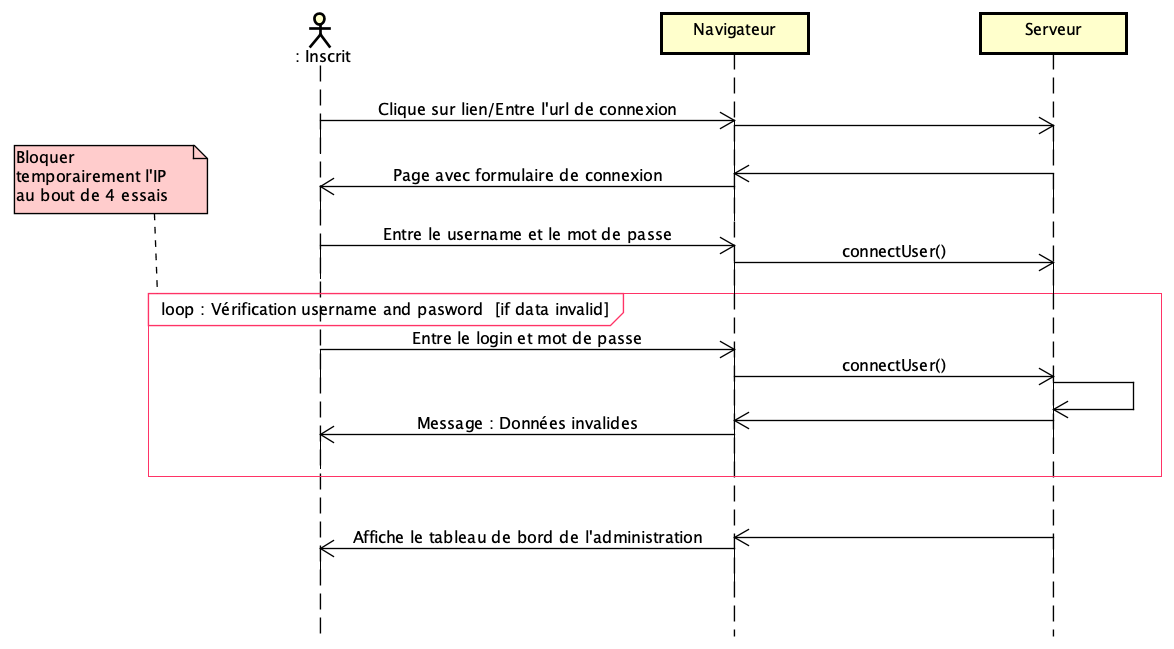 : Inscrit
Navigateur
Serveur
Clique sur lien/Entre l'url de connexion
Bloquer
temporairement l'IP
au bout de 4 essais
Page avec formulaire de connexion
Entre le username et le mot de passe
connectUser()
loop : Vérification username and pasword [if data invalid]
Entre le login et mot de passe
connectUser()
Message : Données invalides
Affiche le tableau de bord de l'administration